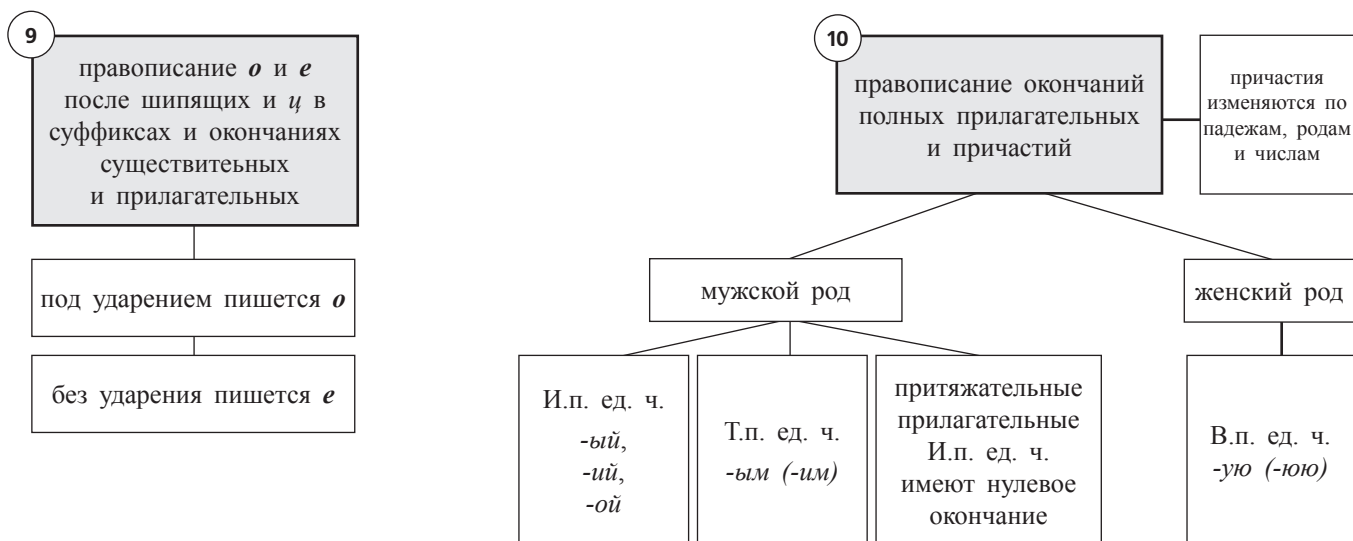 9
правописание о и е
после шипящих и ц в
суффиксах и окончаниях
существитеьных
и прилагательных
под ударением пишется о
без ударения пишется е
10
правописание окончаний
полных прилагательных
и причастий
причастия
изменяются по
падежам, родам
и числам
мужской род
женский род
И.п. ед. ч.
-ый,
-ий,
-ой
Т.п. ед. ч.
-ым (-им)
притяжательные
прилагательные
И.п. ед. ч.
имеют нулевое
окончание
В.п. ед. ч.
-ую (-юю)